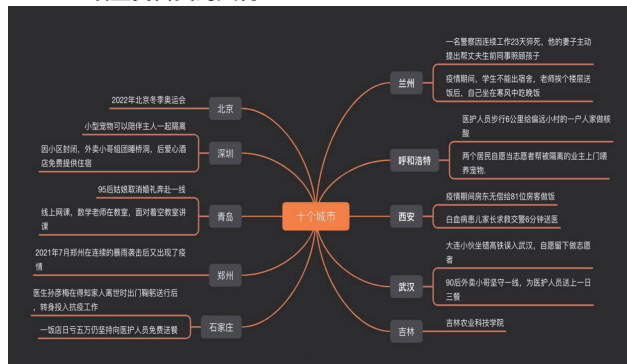 十个城市
北京
2022年北京冬季奥运会
深圳
小型宠物可以陪伴主人一起隔离
因小区封闭，外卖小哥组团睡桥洞，后爱心酒
店免费提供住宿
青岛
95后姑娘取消婚礼奔赴一线
线上网课，数学老师在教室，面对着空教室讲
课
郑州
2021年7月郑州在连续的暴雨袭击后又出现了疫
情
石家庄
医生孙彦梅在得知家人离世时出门鞠躬送行后
，转身投入抗疫工作
一饭店日亏五万仍坚持向医护人员免费送餐
兰州
一名警察因连续工作23天猝死，他的妻子主动
提出帮丈夫生前同事照顾孩子
疫情期间，学生不能出宿舍，老师挨个楼层送
饭后，自己坐在寒风中吃晚饭
呼和浩特
医护人员步行6公里给偏远小村的一户人家做核
酸
两个居民自愿当志愿者帮被隔离的业主上门喂
养宠物.
西安
疫情期间房东无偿给81位房客做饭
白血病患儿家长求救交警6分钟送医
武汉
大连小伙坐错高铁误入武汉，自愿留下做志愿
者
90后外卖小哥坚守一线，为医护人员送上一日
三餐
吉林
吉林农业科技学院